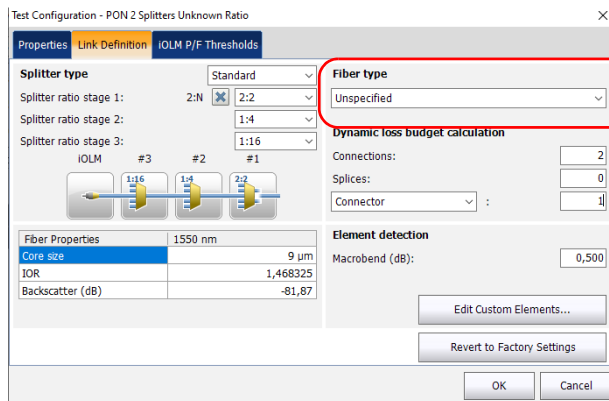 Test Configuration - PON 2 Splitters Unknown Ratio
Properties Link Definition iOLM P/F Thresholds
Splitter type Standard
Splitter ratio stage 1: 2:N 2:2
Splitter ratio stage 2: 1:4
Splitter ratio stage 3: 1:16
iOLM #3 #2 #1
1:16 1:4 2:2
Fiber Properties 1550 nm
Core size 9 µm
IOR 1,468325
Backscatter (dB) -81,87
Fiber type
Unspecified
Dynamic loss budget calculation
Connections: 2
Splices: 0
Connector : 1
Element detection
Macrobend (dB): 0,500
Edit Custom Elements...
Revert to Factory Settings
OK Cancel